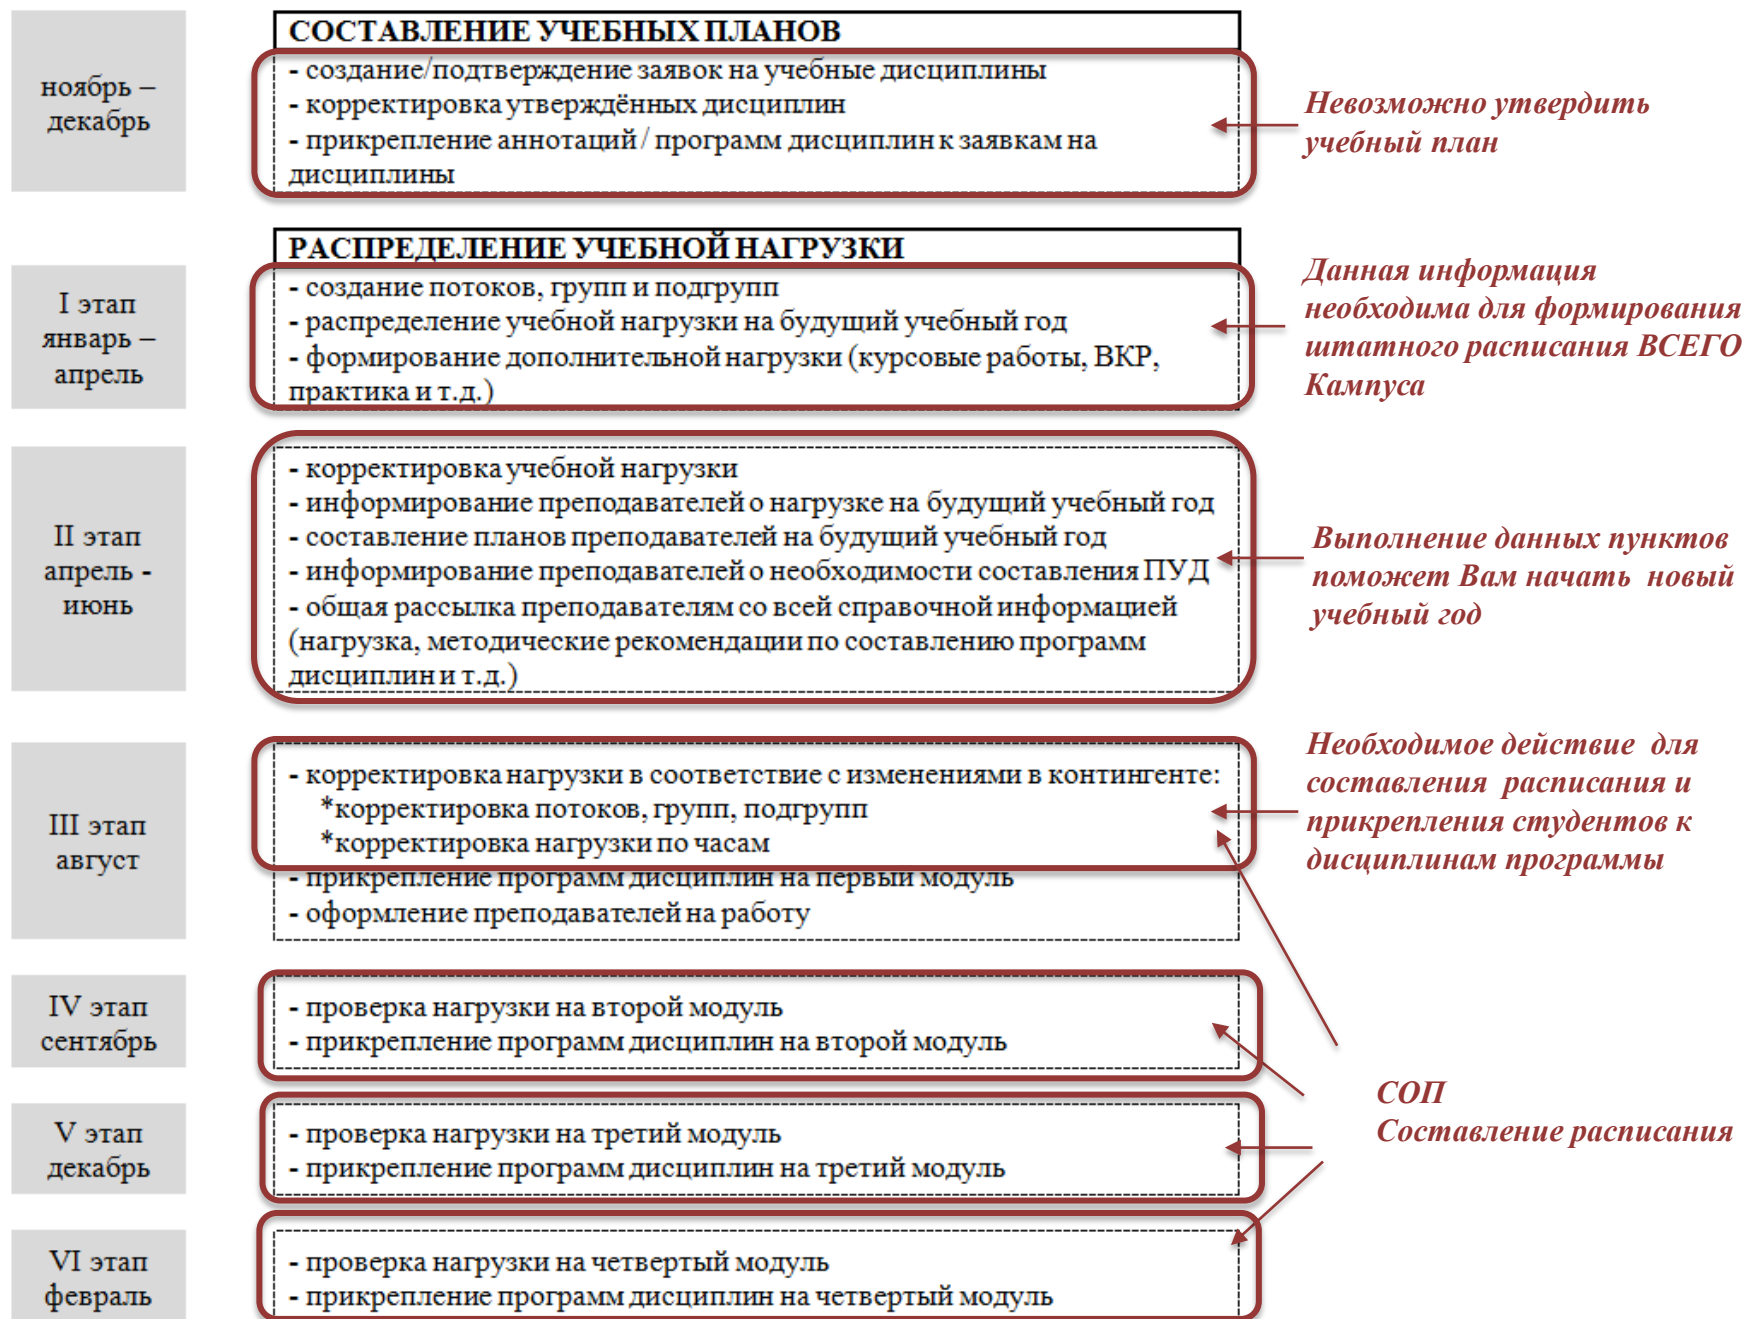 ноябрь –
декабрь
СОСТАВЛЕНИЕ УЧЕБНЫХ ПЛАНОВ
- создание/подтверждение заявок на учебные дисциплины
- корректировка утверждённых дисциплин
- прикрепление аннотаций / программ дисциплин к заявкам на
дисциплины
Невозможно утвердить
учебный план
РАСПРЕДЕЛЕНИЕ УЧЕБНОЙ НАГРУЗКИ
I этап
январь –
апрель
- создание потоков, групп и подгрупп
- распределение учебной нагрузки на будущий учебный год
- формирование дополнительной нагрузки (курсовые работы, ВКР,
практика и т.д.)
Данная информация
необходима для формирования
штатного расписания ВСЕГО
Кампуса
II этап
апрель -
июнь
- корректировка учебной нагрузки
- информирование преподавателей о нагрузке на будущий учебный год
- составление планов преподавателей на будущий учебный год
- информирование преподавателей о необходимости составления ПУД
- общая рассылка преподавателям со всей справочной информацией
(нагрузка, методические рекомендации по составлению программ
дисциплин и т.д.)
Выполнение данных пунктов
поможет Вам начать новый
учебный год
III этап
август
- корректировка нагрузки в соответствие с изменениями в контингенте:
*корректировка потоков, групп, подгрупп
*корректировка нагрузки по часам
- прикрепление программ дисциплин на первый модуль
- оформление преподавателей на работу
Необходимое действие для
составления расписания и
прикрепления студентов к
дисциплинам программы
IV этап
сентябрь
- проверка нагрузки на второй модуль
- прикрепление программ дисциплин на второй модуль
СОП
Составление расписания
V этап
декабрь
- проверка нагрузки на третий модуль
- прикрепление программ дисциплин на третий модуль
VI этап
февраль
- проверка нагрузки на четвертый модуль
- прикрепление программ дисциплин на четвертый модуль